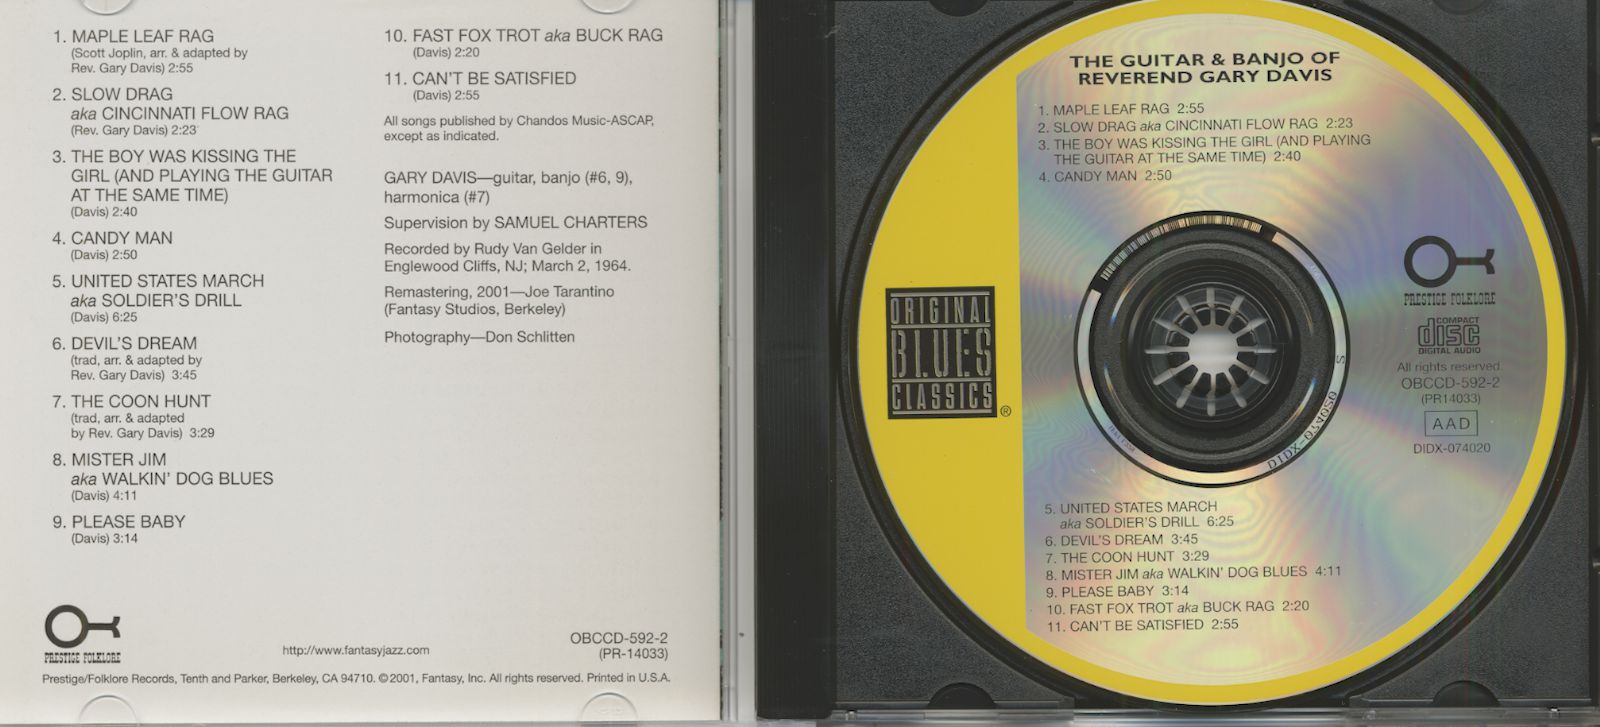 1. MAPLE LEAF RAG
(Scott Joplin, arr. & adapted by
Rev. Gary Davis) 2:55
2. SLOW DRAG
aka CINCINNATI FLOW RAG
(Rev. Gary Davis) 2:23
3. THE BOY WAS KISSING THE
GIRL (AND PLAYING THE GUITAR
AT THE SAME TIME)
(Davis) 2:40
4. CANDY MAN
(Davis) 2:50
5. UNITED STATES MARCH
aka SOLDIER'S DRILL
(Davis) 6:25
6. DEVIL'S DREAM
(trad, arr. & adapted by
Rev. Gary Davis) 3:45
7. THE COON HUNT
(trad, arr. & adapted
by Rev. Gary Davis) 3:29
8. MISTER JIM
aka WALKIN' DOG BLUES
(Davis) 4:11
9. PLEASE BABY
(Davis) 3:14
10. FAST FOX TROT aka BUCK RAG
(Davis) 2:20
11. CAN'T BE SATISFIED
(Davis) 2:55
All songs published by Chandos Music-ASCAP,
except as indicated.
GARY DAVIS—guitar, banjo (#6, 9),
harmonica (#7)
Supervision by SAMUEL CHARTERS
Recorded by Rudy Van Gelder in
Englewood Cliffs, NJ; March 2, 1964.
Remastering, 2001—Joe Tarantino
(Fantasy Studios, Berkeley)
Photography—Don Schlitten
PRESTIGE FOLKLORE
http://www.fantasyjazz.com
OBCCD-592-2
(PR-14033)
Prestige/Folklore Records, Tenth and Parker, Berkeley, CA 94710. ©2001, Fantasy, Inc. All rights reserved. Printed in U.S.A.
THE GUITAR & BANJO OF
REVEREND GARY DAVIS
1. MAPLE LEAF RAG 2:55
2. SLOW DRAG aka CINCINNATI FLOW RAG 2:23
3. THE BOY WAS KISSING THE GIRL (AND PLAYING
THE GUITAR AT THE SAME TIME) 2:40
4. CANDY MAN 2:50
ORIGINAL
BLUES
CLASSICS
®
PRESTIGE FOLKLORE
COMPACT
disc
DIGITAL AUDIO
All rights reserved.
OBCCD-592-2
(PR14033)
AAD
DIDX-074020
5. UNITED STATES MARCH
aka SOLDIER'S DRILL 6:25
6. DEVIL'S DREAM 3:45
7. THE COON HUNT 3:29
8. MISTER JIM aka WALKIN' DOG BLUES 4:11
9. PLEASE BABY 3:14
10. FAST FOX TROT aka BUCK RAG 2:20
11. CAN'T BE SATISFIED 2:55